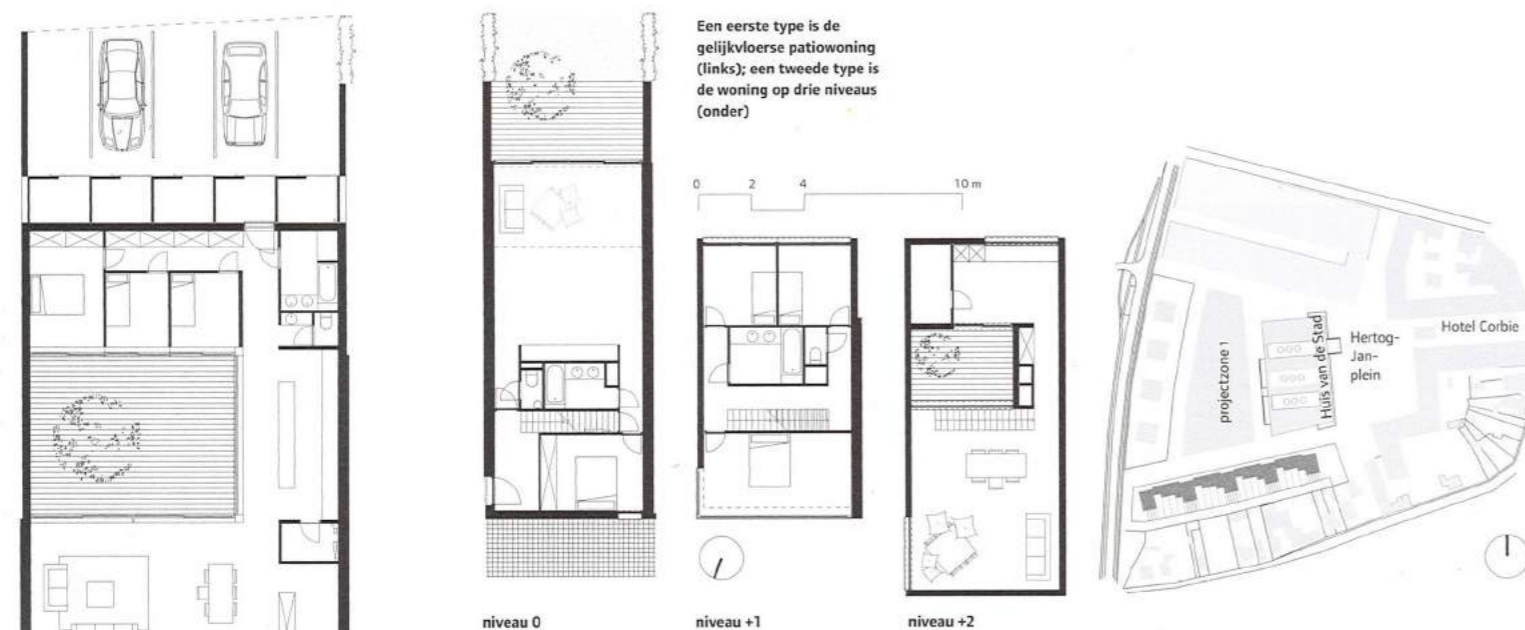 Een eerste type is de
gelijkvloerse patiowoning
(links); een tweede type is
de woning op drie niveaus
(onder)
0 2 4 10 m
niveau 0
niveau +1
niveau +2
projectzone 1
Huis van de Stad
Hertog-
Jan-
plein
Hotel Corbie